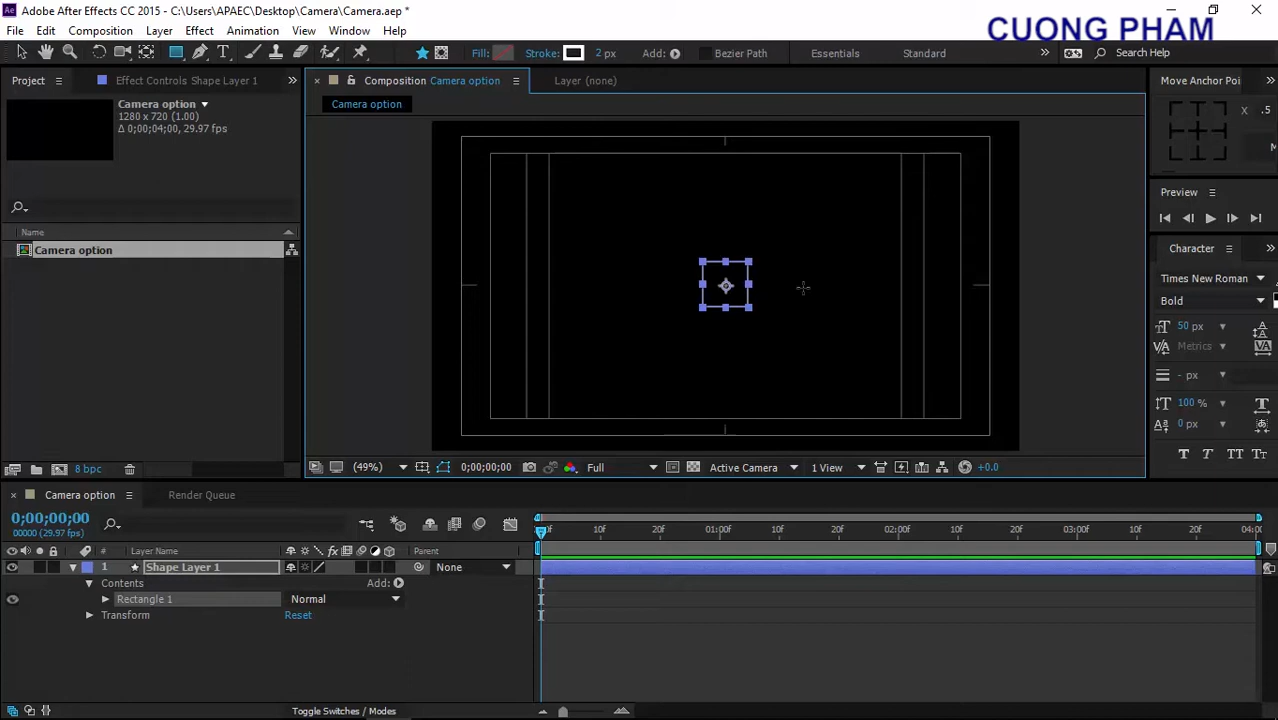 Adobe After Effects CC 2015 - C:\Users\APAEC\Desktop\Camera\Camera.aep *
CUONG PHAM
File Edit Composition Layer Effect Animation View Window Help
Fill: Stroke: 2 px Add: Bezier Path Essentials Standard Search Help
Project Effect Controls Shape Layer 1 Composition Camera option Layer (none) Move Anchor Poi
Camera option
1280 x 720 (1.00)
Δ 0;00;04;00, 29.97 fps
Camera option
X .5
Preview
Name
Camera option
Character
Times New Roman
Bold
50 px
Metrics
- px
100 %
0 px
8 bpc (49%) 0;00;00;00 Full Active Camera 1 View +0.0
Camera option Render Queue
0;00;00;00
00000 (29.97 fps)
10f 20f 01:00f 10f 20f 02:00f 10f 20f 03:00f 10f 20f 04:0
# Layer Name Parent
1 Shape Layer 1 None
Contents Add:
Rectangle 1 Normal
Transform Reset
Toggle Switches / Modes